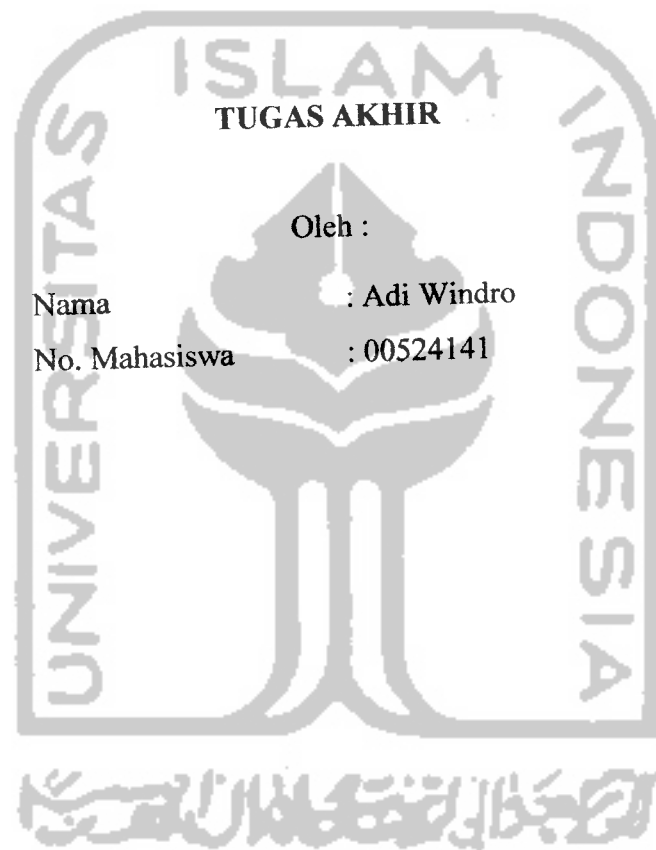 ISLAM
UNIVERSITAS
INDONESIA
TUGAS AKHIR
Oleh :
Nama : Adi Windro
No. Mahasiswa : 00524141